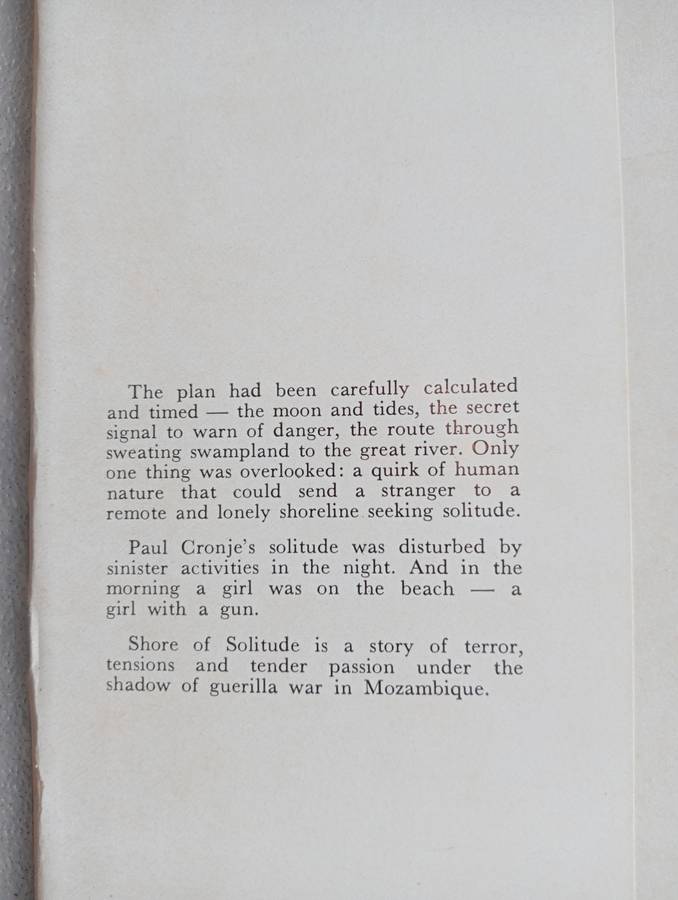 The plan had been carefully calculated
and timed — the moon and tides, the secret
signal to warn of danger, the route through
sweating swampland to the great river. Only
one thing was overlooked: a quirk of human
nature that could send a stranger to a
remote and lonely shoreline seeking solitude.
Paul Cronje's solitude was disturbed by
sinister activities in the night. And in the
morning a girl was on the beach — a
girl with a gun.
Shore of Solitude is a story of terror,
tensions and tender passion under the
shadow of guerilla war in Mozambique.